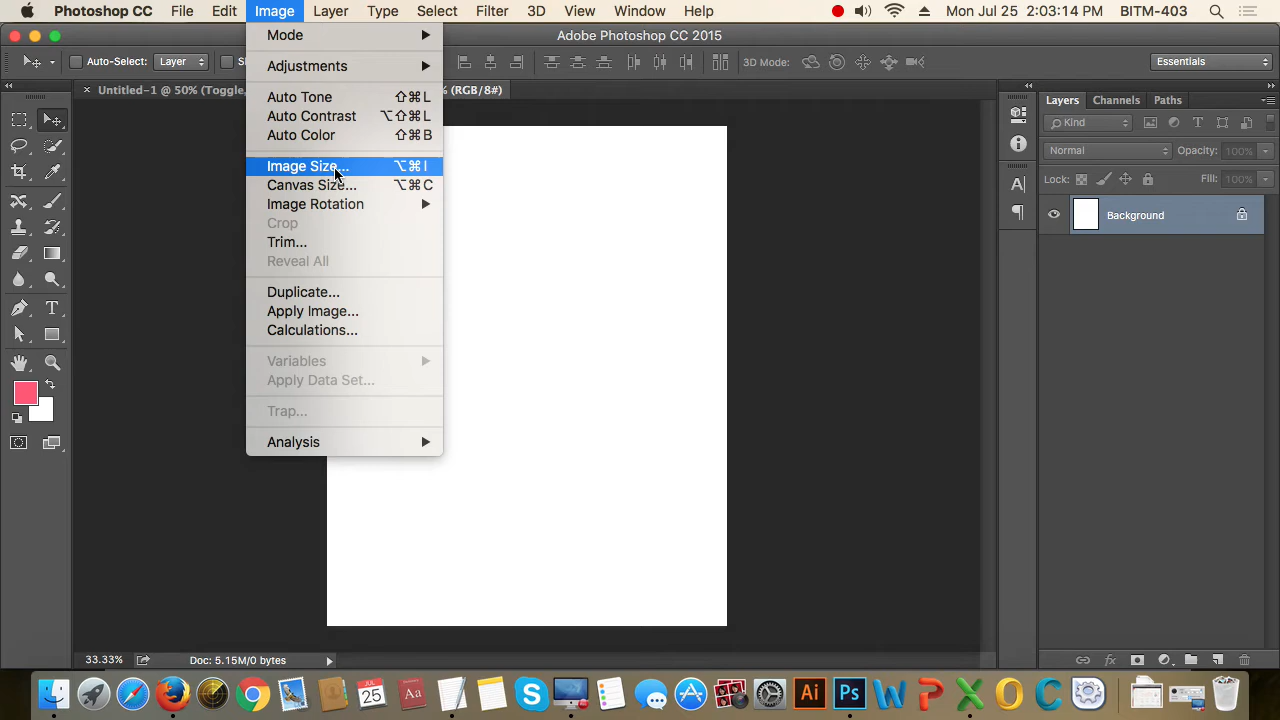 Photoshop CC File Edit Image Layer Type Select Filter 3D View Window Help Mon Jul 25 2:03:14 PM BITM-403
Adobe Photoshop CC 2015
Auto-Select: Layer 3D Mode: Essentials
Untitled-1 @ 50% (Toggle, % (RGB/8#)
Mode
Adjustments
Auto Tone ⇧⌘L
Auto Contrast ⌥⇧⌘L
Auto Color ⇧⌘B
Image Size... ⌥⌘I
Canvas Size... ⌥⌘C
Image Rotation
Crop
Trim...
Reveal All
Duplicate...
Apply Image...
Calculations...
Variables
Apply Data Set...
Trap...
Analysis
Layers Channels Paths
Kind
Normal Opacity: 100%
Lock: Fill: 100%
Background
33.33% Doc: 5.15M/0 bytes
JUL
25
Aa
Ai
Ps